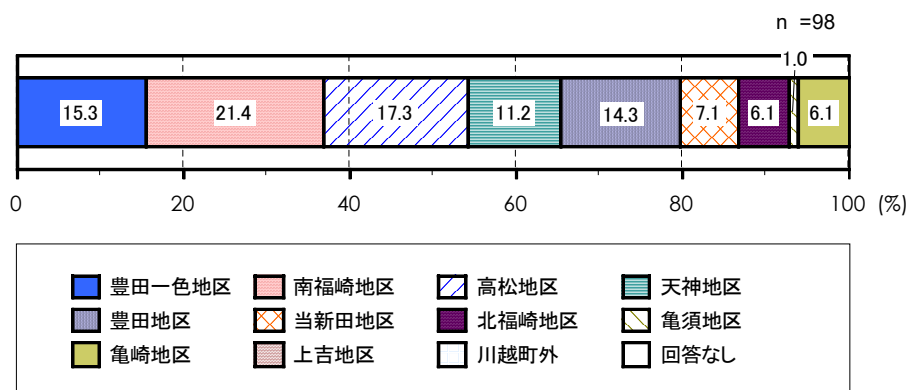 n =98
1.0
15.3 21.4 17.3 11.2 14.3 7.1 6.1 6.1
0 20 40 60 80 100 (%)
豊田一色地区 南福崎地区 高松地区 天神地区
豊田地区 当新田地区 北福崎地区 亀須地区
亀崎地区 上吉地区 川越町外 回答なし